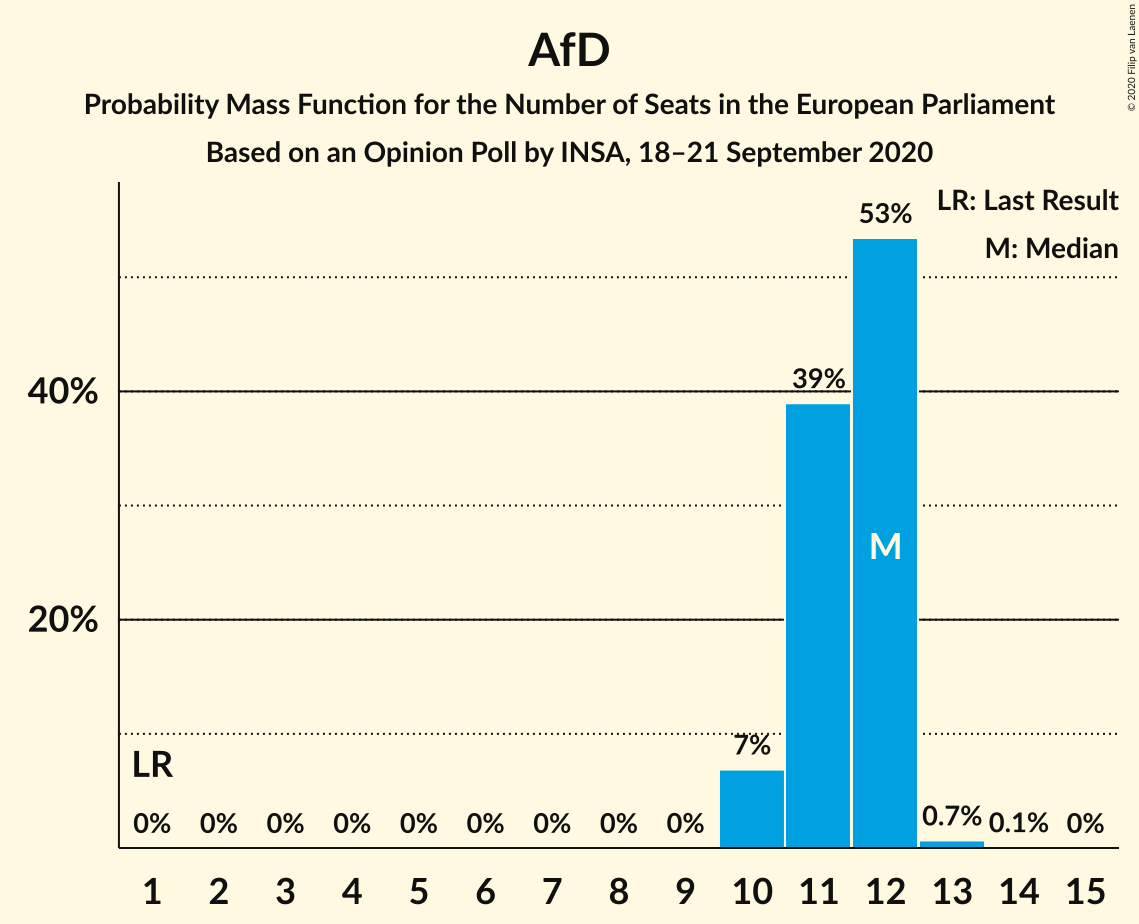 AfD
Probability Mass Function for the Number of Seats in the European Parliament
Based on an Opinion Poll by INSA, 18–21 September 2020
© 2020 Filip van Laenen
LR: Last Result
M: Median
53%
40%
39%
M
20%
7%
LR
0% 0% 0% 0% 0% 0% 0% 0% 0% 0.7% 0.1% 0%
1 2 3 4 5 6 7 8 9 10 11 12 13 14 15